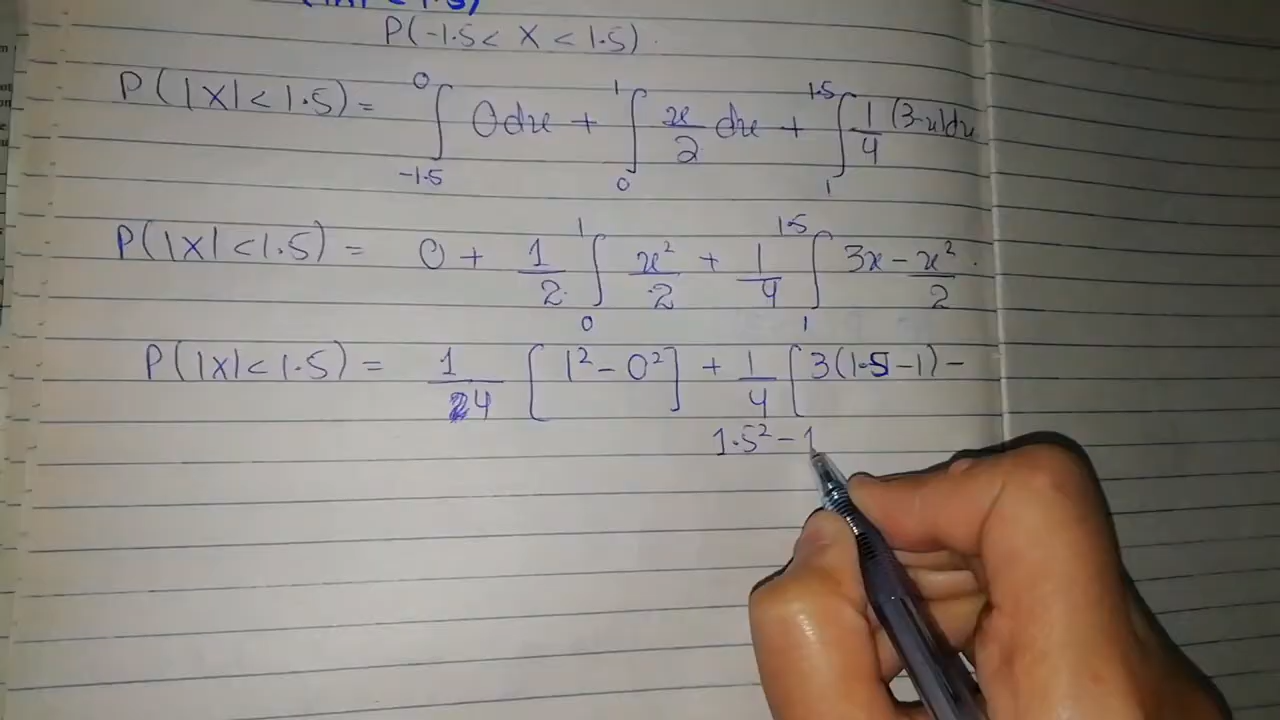 P(-1.5 < X < 1.5).
P(|X| < 1.5) = ∫_{-1.5}^{0} 0 dx + ∫_{0}^{1} x/2 dx + ∫_{1}^{1.5} 1/4 (3-x) dx
P(|X| < 1.5) = 0 + 1/2 ∫_{0}^{1} x²/2 + 1/4 ∫_{1}^{1.5} 3x - x²/2 .
P(|X| < 1.5) = 1/4 [1² - 0²] + 1/4 [3(1.5 - 1) -
1.5² - 1